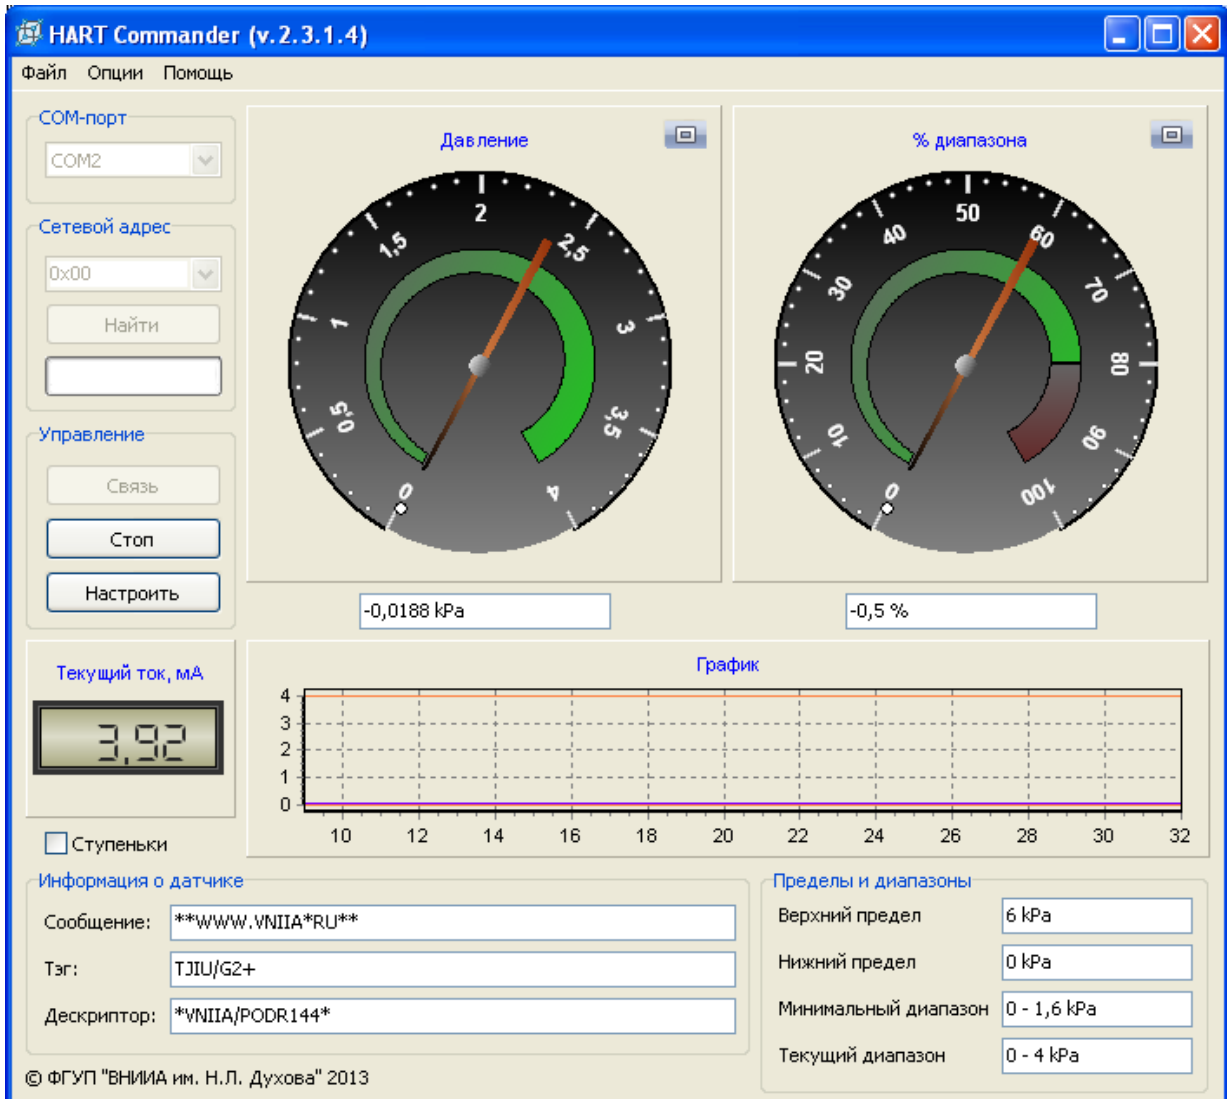 HART Commander (v.2.3.1.4)
Файл Опции Помощь
COM-порт
COM2
Сетевой адрес
0x00
Найти
Управление
Связь
Стоп
Настроить
Давление
0 0,5 1 1,5 2 2,5 3 3,5 4
-0,0188 kPa
% диапазона
0 10 20 30 40 50 60 70 80 90 100
-0,5 %
Текущий ток, мА
3,92
Ступеньки
График
4
3
2
1
0
10 12 14 16 18 20 22 24 26 28 30 32
Информация о датчике
Сообщение: **WWW.VNIIA*RU**
Тэг: TJIU/G2+
Дескриптор: *VNIIA/PODR144*
Пределы и диапазоны
Верхний предел 6 kPa
Нижний предел 0 kPa
Минимальный диапазон 0 - 1,6 kPa
Текущий диапазон 0 - 4 kPa
© ФГУП "ВНИИА им. Н.Л. Духова" 2013